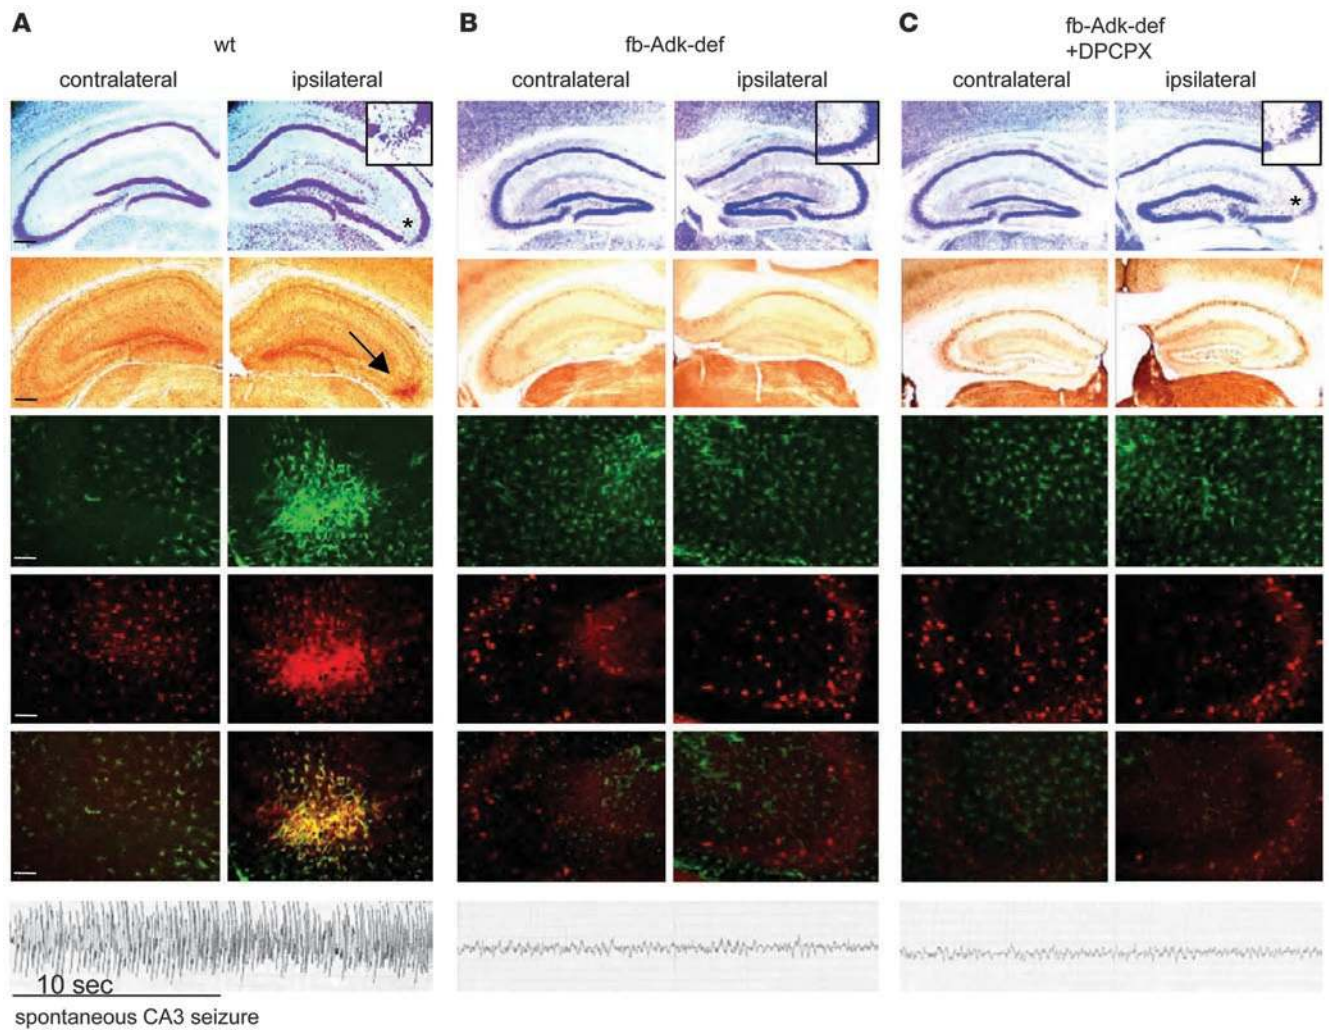 A
wt
contralateral
ipsilateral
*
10 sec
spontaneous CA3 seizure
B
fb-Adk-def
contralateral
ipsilateral
C
fb-Adk-def
+DPCPX
contralateral
ipsilateral
*